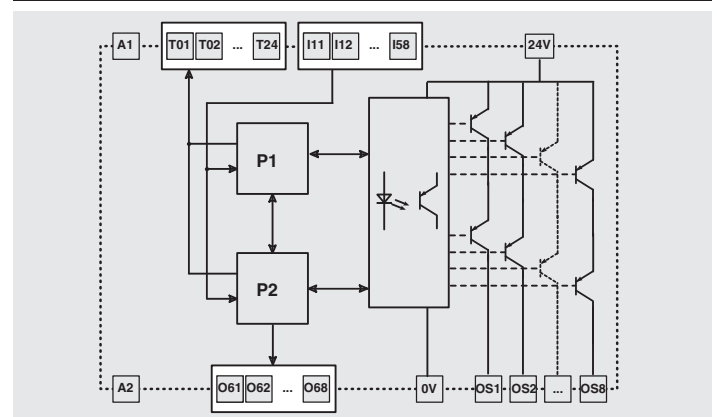 A1 T01 T02 ... T24 I11 I12 ... I58 24V
P1
P2
A2 O61 O62 ... O68 0V OS1 OS2 ... OS8